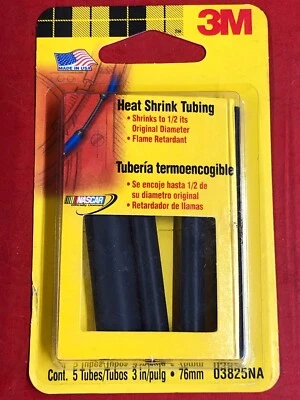 3M
MADE IN U.S.A.
Heat Shrink Tubing
• Shrinks to 1/2 its
Original Diameter
• Flame Retardant
Tubería termoencogible
• Se encoje hasta 1/2 de
su diametro original
• Retardador de llamas
NASCAR
Cont. 5 Tubes/Tubos 3 in/pulg • 76mm 03825NA